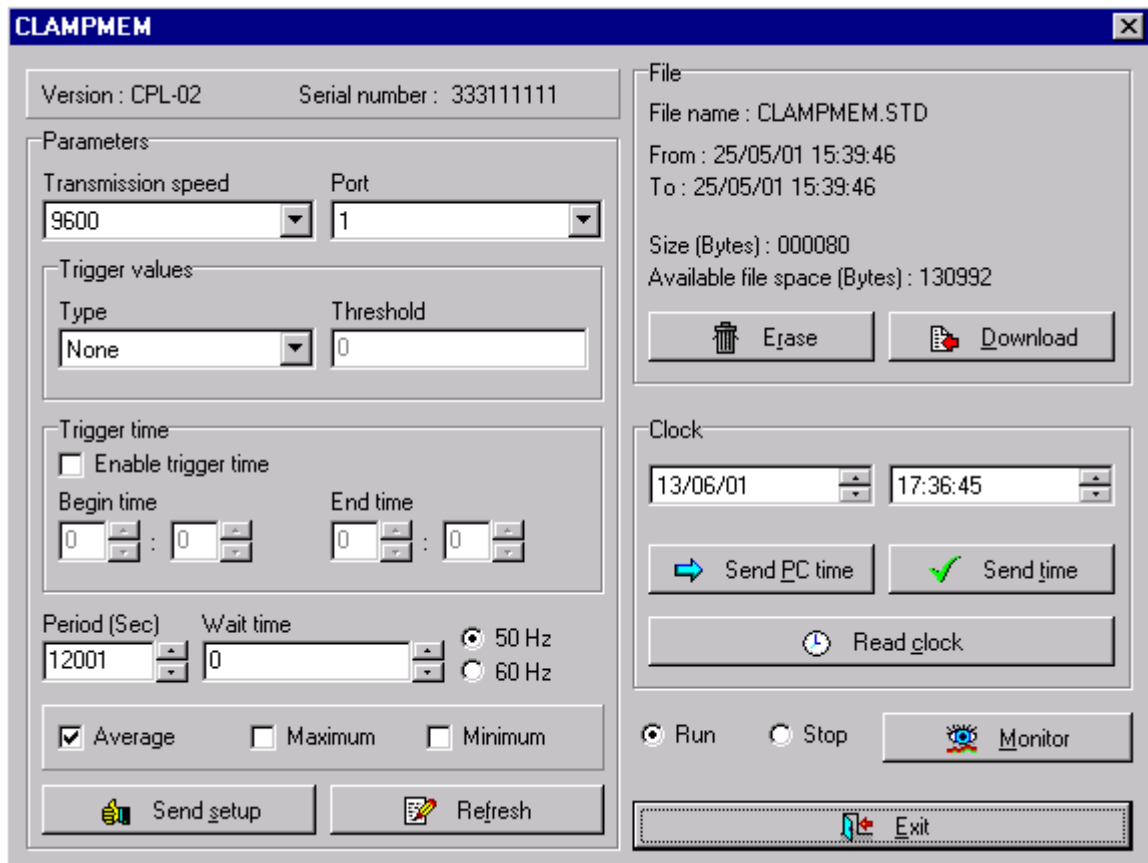 CLAMPMEM
Version : CPL-02 Serial number : 333111111
Parameters
Transmission speed Port
9600 1
Trigger values
Type Threshold
None 0
Trigger time
Enable trigger time
Begin time End time
0 : 0 0 : 0
Period (Sec) Wait time
12001 0
50 Hz
60 Hz
Average Maximum Minimum
Send setup Refresh
File
File name : CLAMPMEM.STD
From : 25/05/01 15:39:46
To : 25/05/01 15:39:46
Size (Bytes) : 000080
Available file space (Bytes) : 130992
Erase Download
Clock
13/06/01 17:36:45
Send PC time Send time
Read clock
Run Stop Monitor
Exit